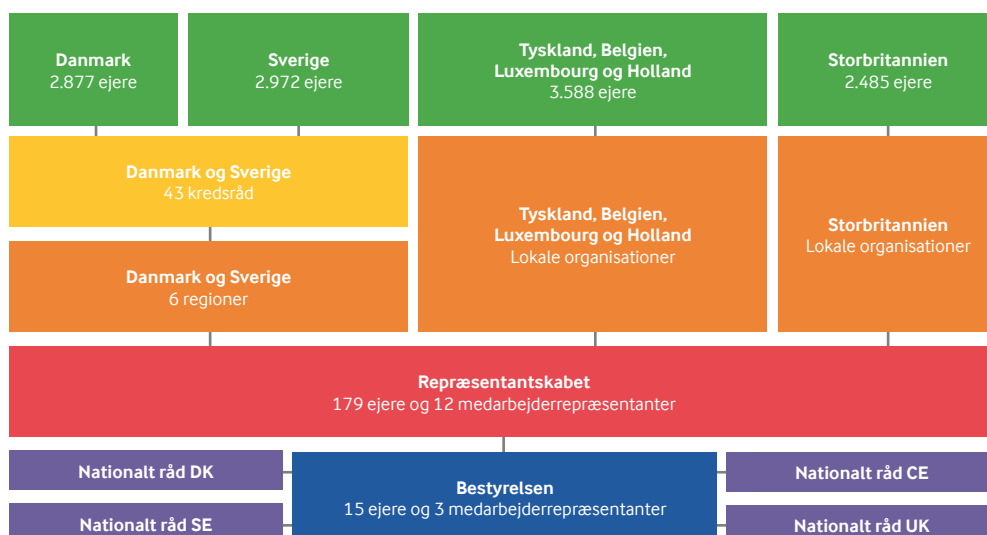 Danmark
2.877 ejere
Sverige
2.972 ejere
Tyskland, Belgien,
Luxembourg og Holland
3.588 ejere
Storbritannien
2.485 ejere
Danmark og Sverige
43 kredsråd
Tyskland, Belgien,
Luxembourg og Holland
Lokale organisationer
Storbritannien
Lokale organisationer
Danmark og Sverige
6 regioner
Repræsentantskabet
179 ejere og 12 medarbejderrepræsentanter
Nationalt råd DK
Nationalt råd SE
Bestyrelsen
15 ejere og 3 medarbejderrepræsentanter
Nationalt råd CE
Nationalt råd UK